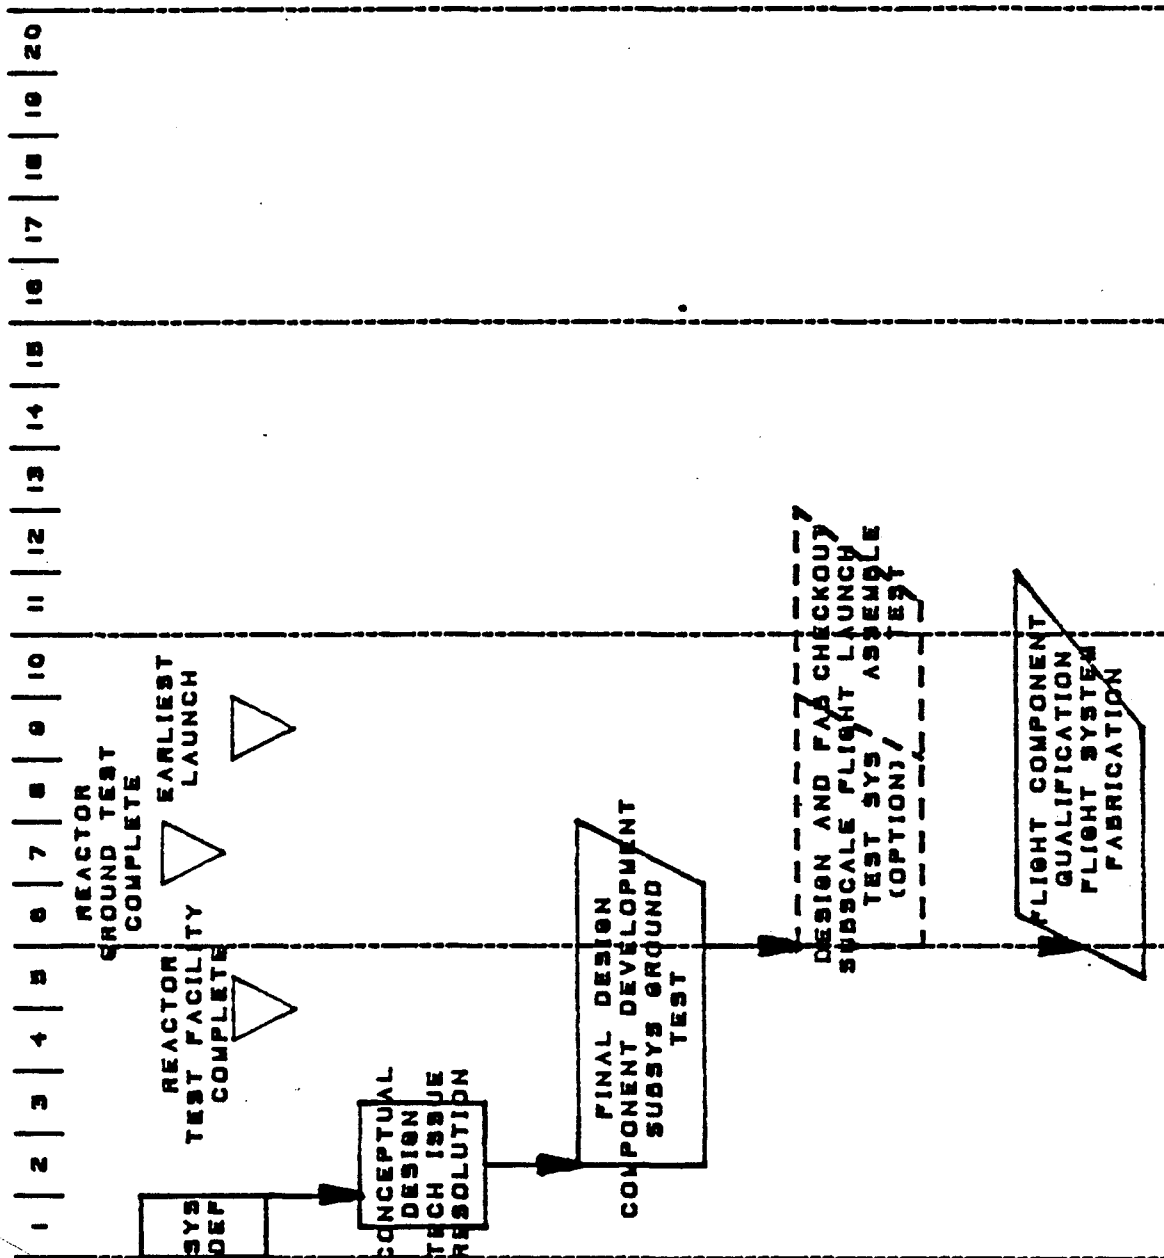 1 | 2 | 3 | 4 | 5 | 6 | 7 | 8 | 9 | 10 | 11 | 12 | 13 | 14 | 15 | 16 | 17 | 18 | 19 | 20
REACTOR
GROUND TEST
COMPLETE
REACTOR
TEST FACILITY
COMPLETE
EARLIEST
LAUNCH
SYS
DEF
CONCEPTUAL
DESIGN
TECH ISSUE
RESOLUTION
FINAL DESIGN
COMPONENT DEVELOPMENT
SUBSYS GROUND
TEST
DESIGN AND FAB CHECKOUT
SUBSCALE FLIGHT LAUNCH
TEST SYS ASSEMBLE
(OPTION) TEST
FLIGHT COMPONENT
QUALIFICATION
FLIGHT SYSTEM
FABRICATION